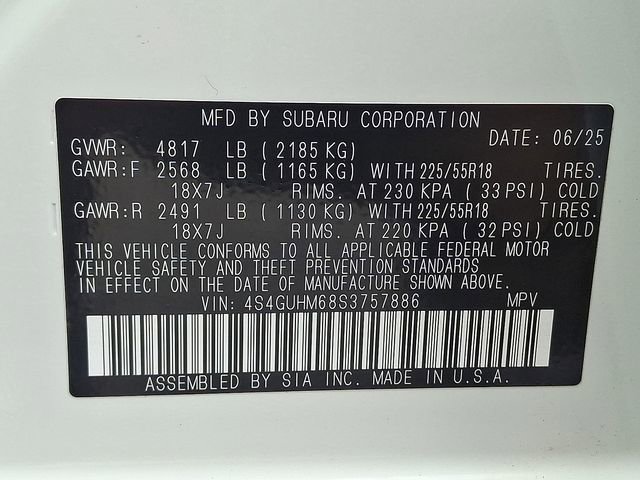 MFD BY SUBARU CORPORATION
DATE: 06/25
GVWR: 4817 LB ( 2185 KG)
GAWR:F 2568 LB ( 1165 KG) WITH 225/55R18 TIRES.
18X7J RIMS. AT 230 KPA ( 33 PSI) COLD
GAWR:R 2491 LB ( 1130 KG) WITH 225/55R18 TIRES.
18X7J RIMS. AT 220 KPA ( 32 PSI) COLD
THIS VEHICLE CONFORMS TO ALL APPLICABLE FEDERAL MOTOR
VEHICLE SAFETY AND THEFT PREVENTION STANDARDS
IN EFFECT ON THE DATE OF MANUFACTURE SHOWN ABOVE.
VIN: 4S4GUHM68S3757886 MPV
ASSEMBLED BY SIA INC. MADE IN U.S.A.